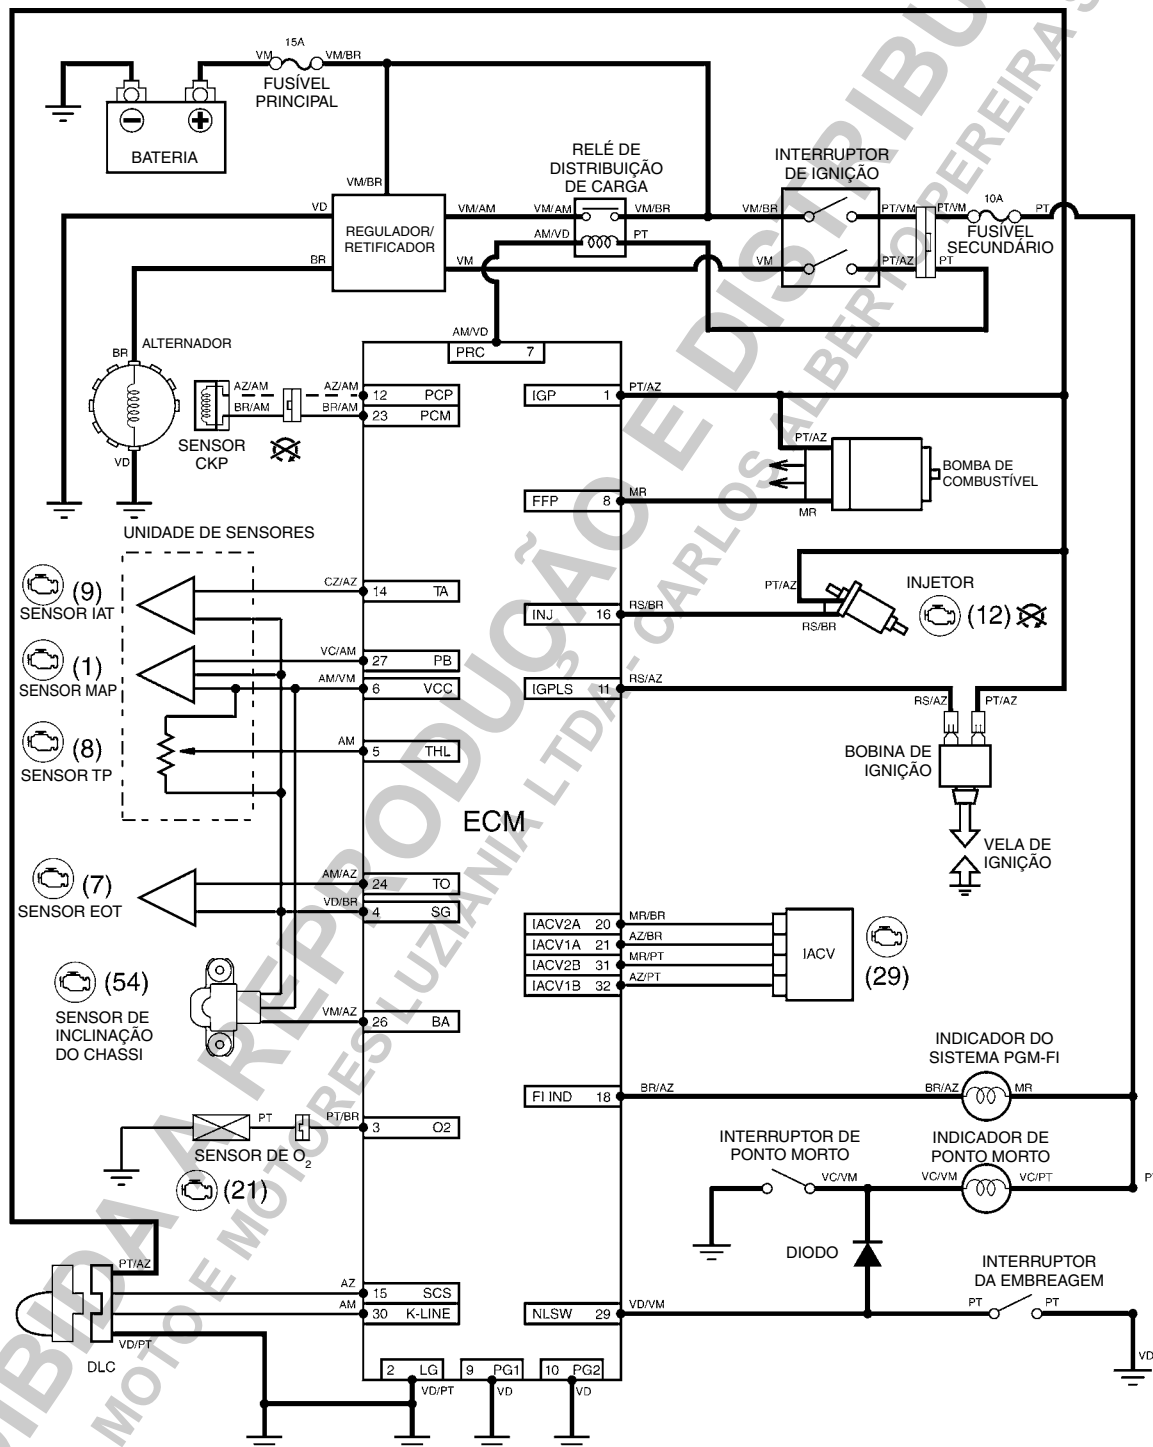 15A
VM
VM/BR
FUSÍVEL
PRINCIPAL
BATERIA
RELÉ DE
DISTRIBUIÇÃO
DE CARGA
INTERRUPTOR
DE IGNIÇÃO
VM/BR
VD
REGULADOR/
RETIFICADOR
VM/AM
VM/AM
VM/BR
VM/BR
PT/VM
PT/VM
10A
PT
FUSÍVEL
SECUNDÁRIO
AM/VD
PT
BR
VM
VM
PT/AZ
PT
AM/VD
PRC 7
BR
ALTERNADOR
VD
AZ/AM
AZ/AM
12 PCP
BR/AM
BR/AM
23 PCM
SENSOR
CKP
IGP 1
PT/AZ
PT/AZ
BOMBA DE
COMBUSTÍVEL
FFP 8
MR
MR
UNIDADE DE SENSORES
(9)
SENSOR IAT
CZ/AZ
14 TA
PT/AZ
INJETOR
(12)
INJ 16
RS/BR
RS/BR
(1)
SENSOR MAP
VC/AM
27 PB
AM/VM
6 VCC
IGPLS 11
RS/AZ
RS/AZ
PT/AZ
(8)
SENSOR TP
AM
5 THL
BOBINA DE
IGNIÇÃO
ECM
VELA DE
IGNIÇÃO
(7)
SENSOR EOT
AM/AZ
24 TO
VD/BR
4 SG
IACV2A 20
MR/BR
IACV1A 21
AZ/BR
IACV2B 31
MR/PT
IACV1B 32
AZ/PT
IACV
(29)
(54)
SENSOR DE
INCLINAÇÃO
DO CHASSI
VM/AZ
26 BA
INDICADOR DO
SISTEMA PGM-FI
FI IND 18
BR/AZ
BR/AZ
MR
PT
PT/BR
3 O2
SENSOR DE O2
(21)
INTERRUPTOR DE
PONTO MORTO
INDICADOR DE
PONTO MORTO
VC/VM
VC/VM
VC/PT
DIODO
INTERRUPTOR
DA EMBREAGEM
PT
PT
PT/AZ
AZ
15 SCS
AM
30 K-LINE
NLSW 29
VD/VM
VD/PT
DLC
2 LG
9 PG1
10 PG2
VD/PT
VD
VD
VD
IBIDA A REPRODUÇÃO E DISTRIBU
MOTO E MOTORES LUZIANIA LTDA - CARLOS ALBERTO PEREIRA S